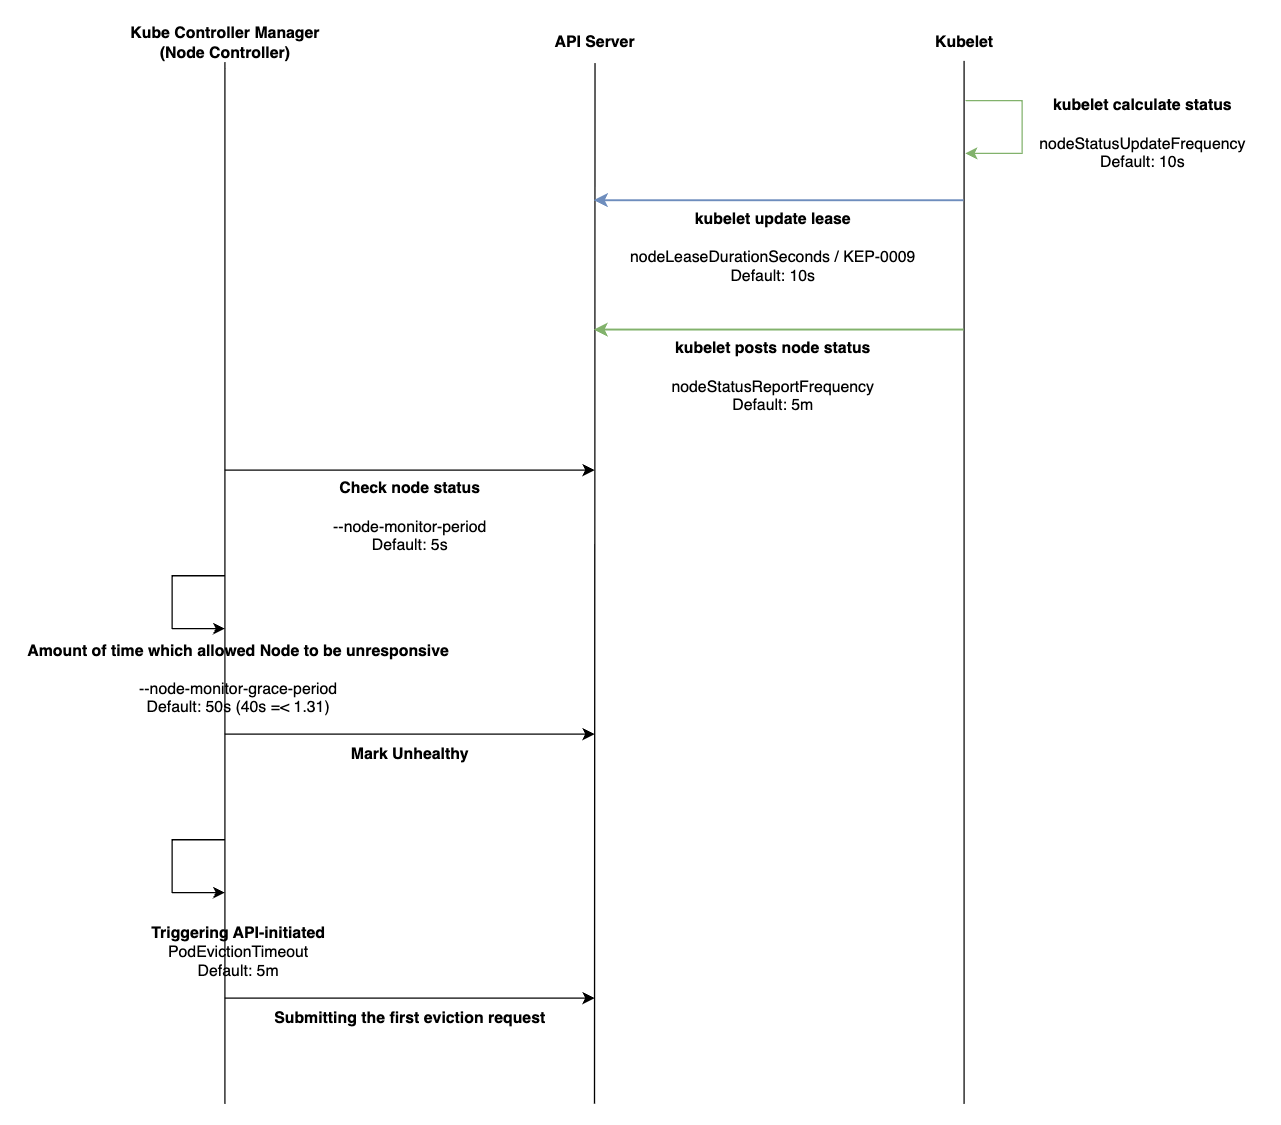 Kube Controller Manager
(Node Controller)
API Server
Kubelet
kubelet calculate status
nodeStatusUpdateFrequency
Default: 10s
kubelet update lease
nodeLeaseDurationSeconds / KEP-0009
Default: 10s
kubelet posts node status
nodeStatusReportFrequency
Default: 5m
Check node status
--node-monitor-period
Default: 5s
Amount of time which allowed Node to be unresponsive
--node-monitor-grace-period
Default: 50s (40s =< 1.31)
Mark Unhealthy
Triggering API-initiated
PodEvictionTimeout
Default: 5m
Submitting the first eviction request